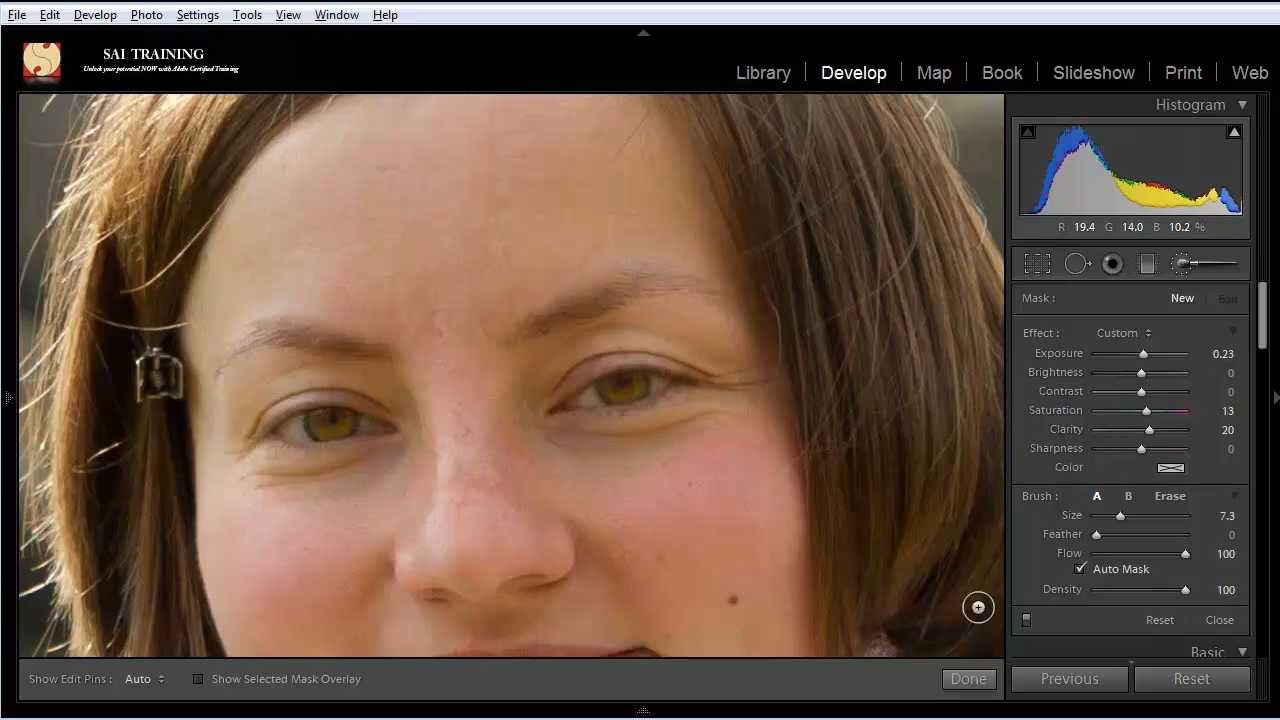 File Edit Develop Photo Settings Tools View Window Help
SAI TRAINING
Unlock your potential NOW with Adobe Certified Training
Library | Develop | Map | Book | Slideshow | Print | Web
Histogram
R 19.4 G 14.0 B 10.2 %
Mask : New Edit
Effect : Custom
Exposure 0.23
Brightness 0
Contrast 0
Saturation 13
Clarity 20
Sharpness 0
Color
Brush : A B Erase
Size 7.3
Feather 0
Flow 100
Auto Mask
Density 100
Reset Close
Basic
Show Edit Pins : Auto Show Selected Mask Overlay Done
Previous Reset